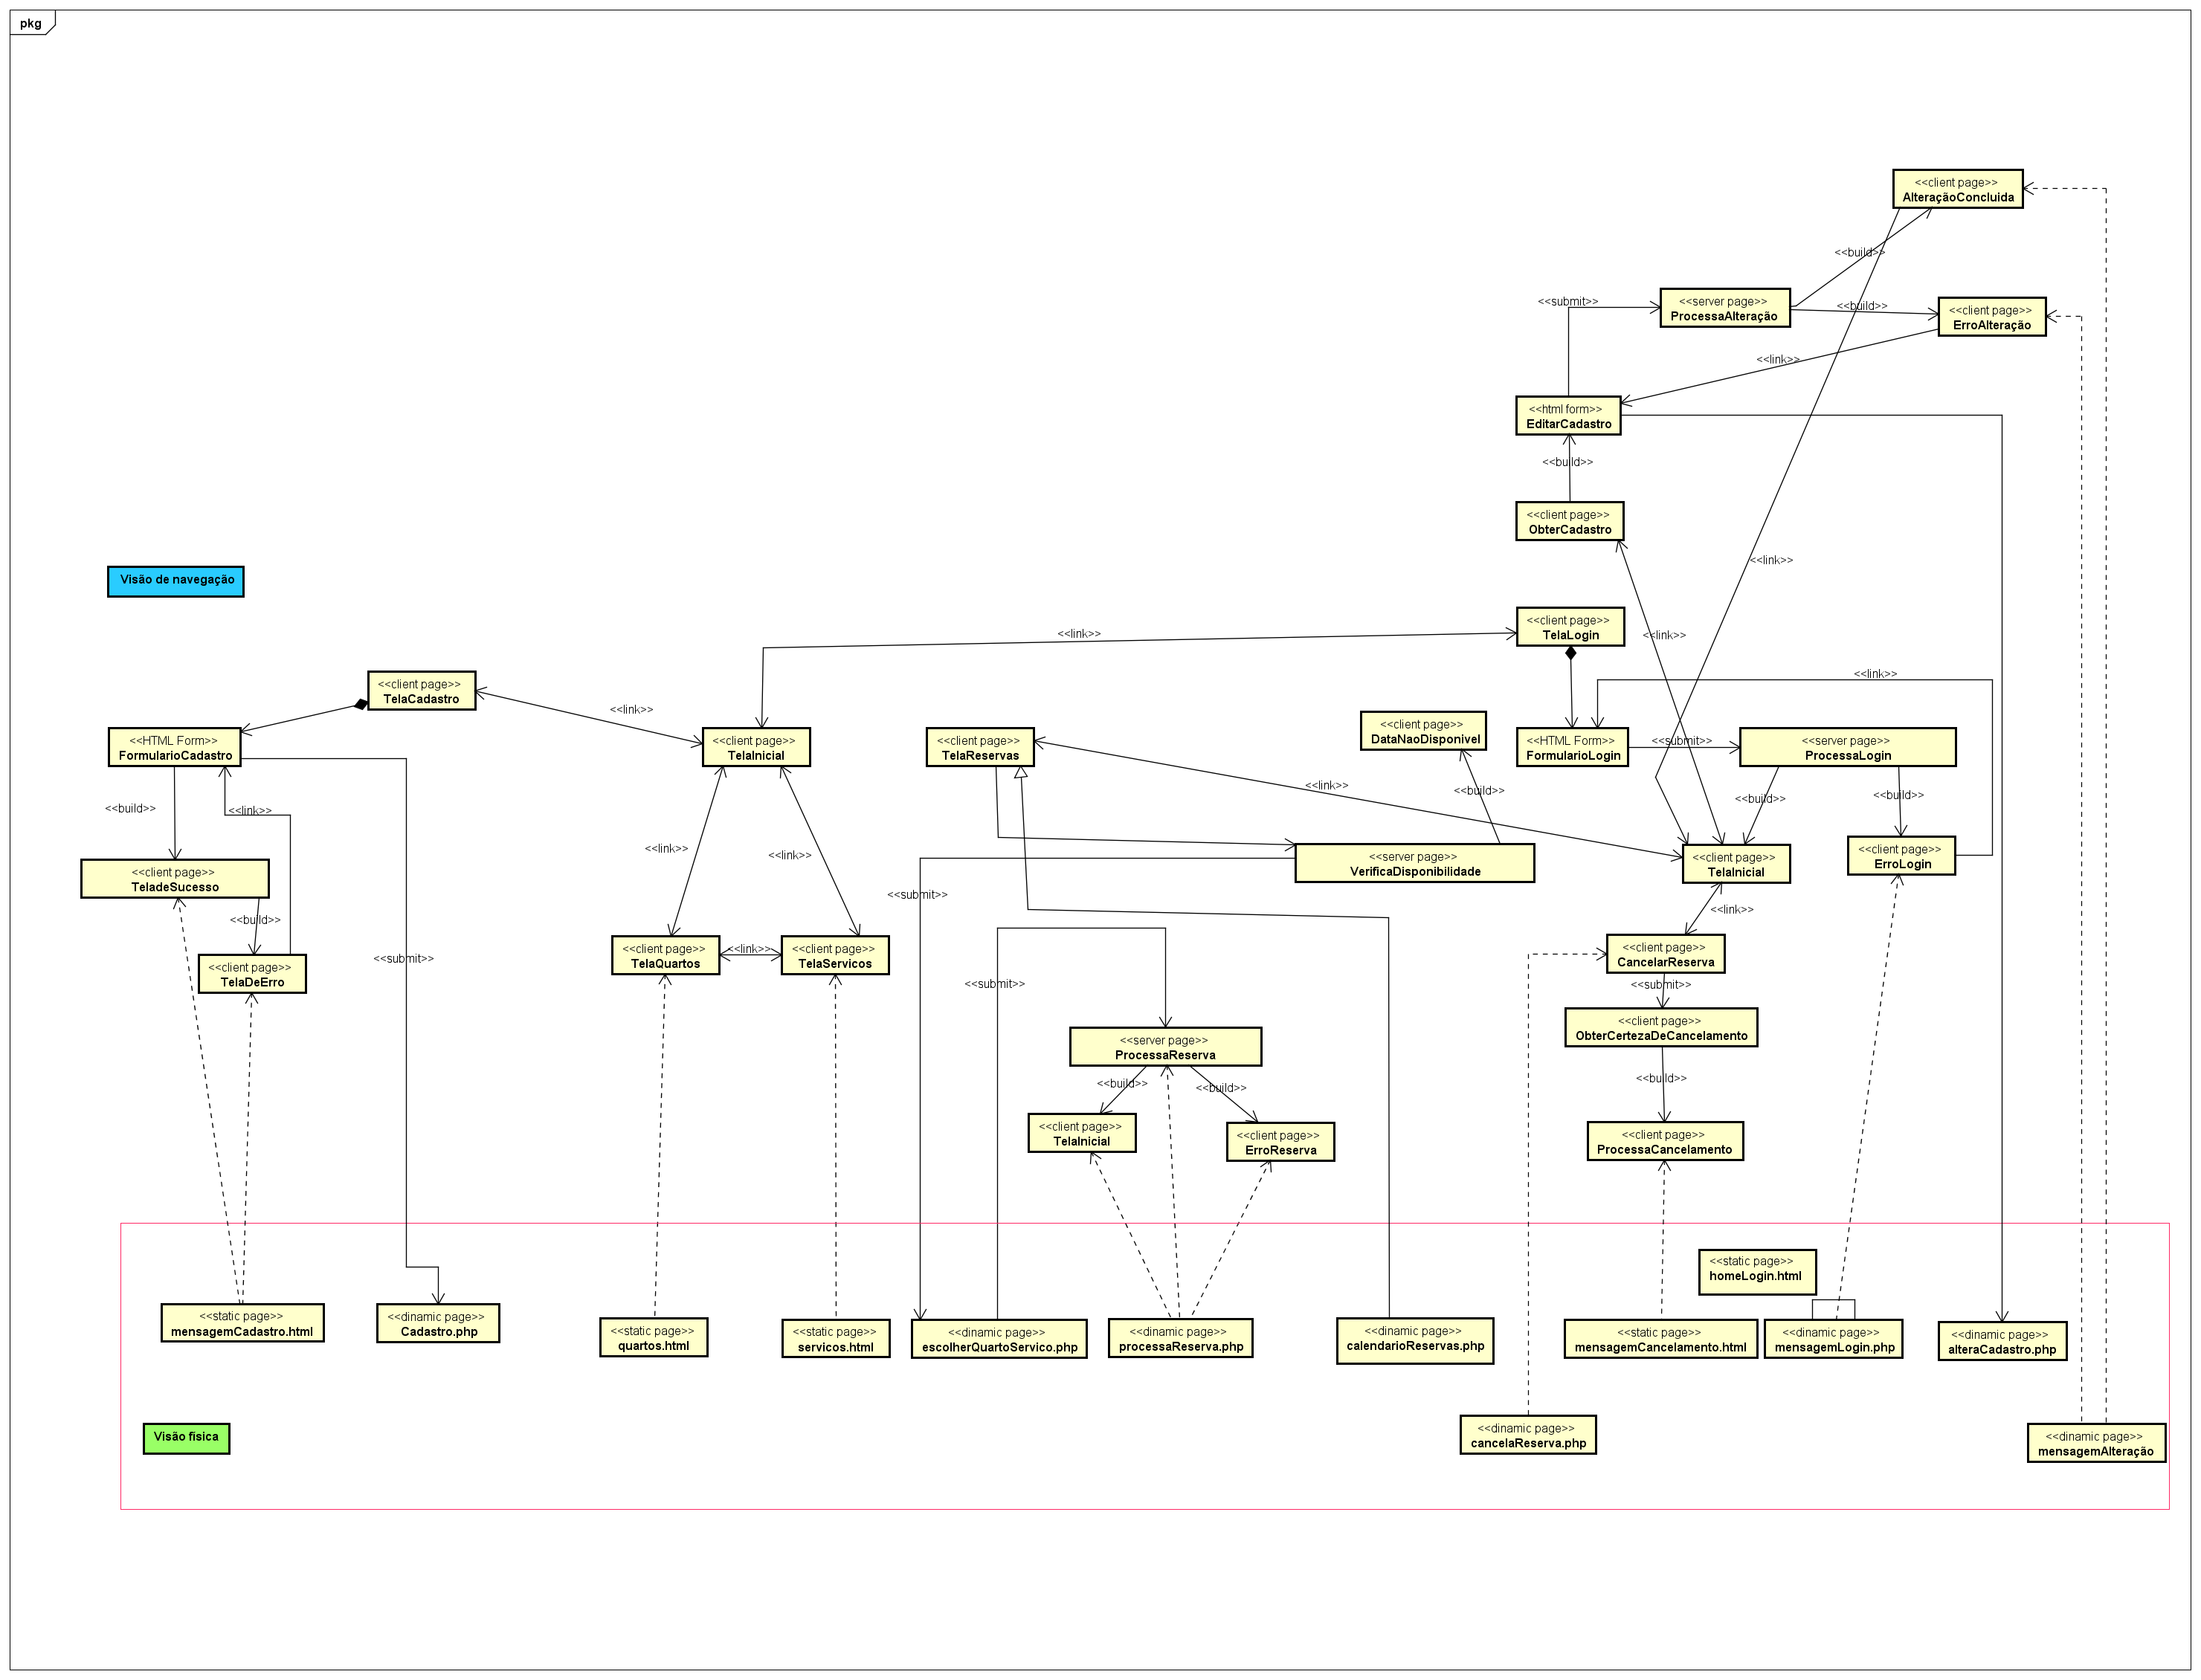 pkg
<<client page>>
AlteraçãoConcluida
<<build>>
<<submit>>
<<server page>>
ProcessaAlteração
<<build>>
<<client page>>
ErroAlteração
<<link>>
<<html form>>
EditarCadastro
<<build>>
<<client page>>
ObterCadastro
<<link>>
Visão de navegação
<<client page>>
TelaLogin
<<link>>
<<link>>
<<client page>>
TelaCadastro
<<link>>
<<link>>
<<HTML Form>>
FormularioCadastro
<<client page>>
TelaInicial
<<client page>>
TelaReservas
<<client page>>
DataNaoDisponivel
<<HTML Form>>
FormularioLogin
<<submit>>
<<server page>>
ProcessaLogin
<<build>>
<<link>>
<<link>>
<<build>>
<<build>>
<<build>>
<<link>>
<<link>>
<<client page>>
TeladeSucesso
<<server page>>
VerificaDisponibilidade
<<client page>>
TelaInicial
<<client page>>
ErroLogin
<<submit>>
<<build>>
<<link>>
<<submit>>
<<client page>>
TelaDeErro
<<client page>>
TelaQuartos
<<link>>
<<client page>>
TelaServicos
<<client page>>
CancelarReserva
<<submit>>
<<submit>>
<<client page>>
ObterCertezaDeCancelamento
<<server page>>
ProcessaReserva
<<build>>
<<build>>
<<build>>
<<client page>>
TelaInicial
<<client page>>
ErroReserva
<<client page>>
ProcessaCancelamento
<<static page>>
homeLogin.html
<<static page>>
mensagemCadastro.html
<<dinamic page>>
Cadastro.php
<<static page>>
quartos.html
<<static page>>
servicos.html
<<dinamic page>>
escolherQuartoServico.php
<<dinamic page>>
processaReserva.php
<<dinamic page>>
calendarioReservas.php
<<static page>>
mensagemCancelamento.html
<<dinamic page>>
mensagemLogin.php
<<dinamic page>>
alteraCadastro.php
Visão fisica
<<dinamic page>>
cancelaReserva.php
<<dinamic page>>
mensagemAlteração